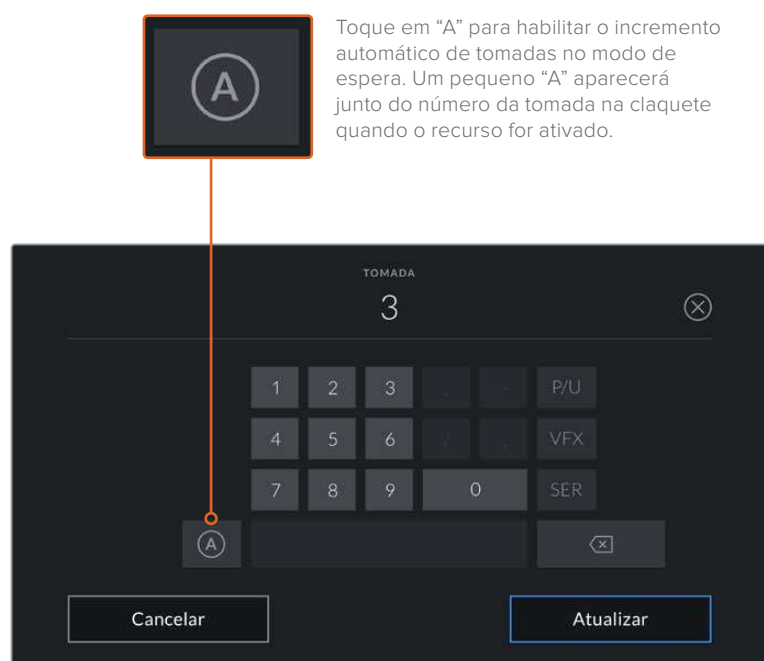 A
Toque em “A” para habilitar o incremento
automático de tomadas no modo de
espera. Um pequeno “A” aparecerá
junto do número da tomada na claquete
quando o recurso for ativado.
TOMADA
3
1 2 3 P/U
4 5 6 / VFX
7 8 9 0 SER
A
Cancelar Atualizar